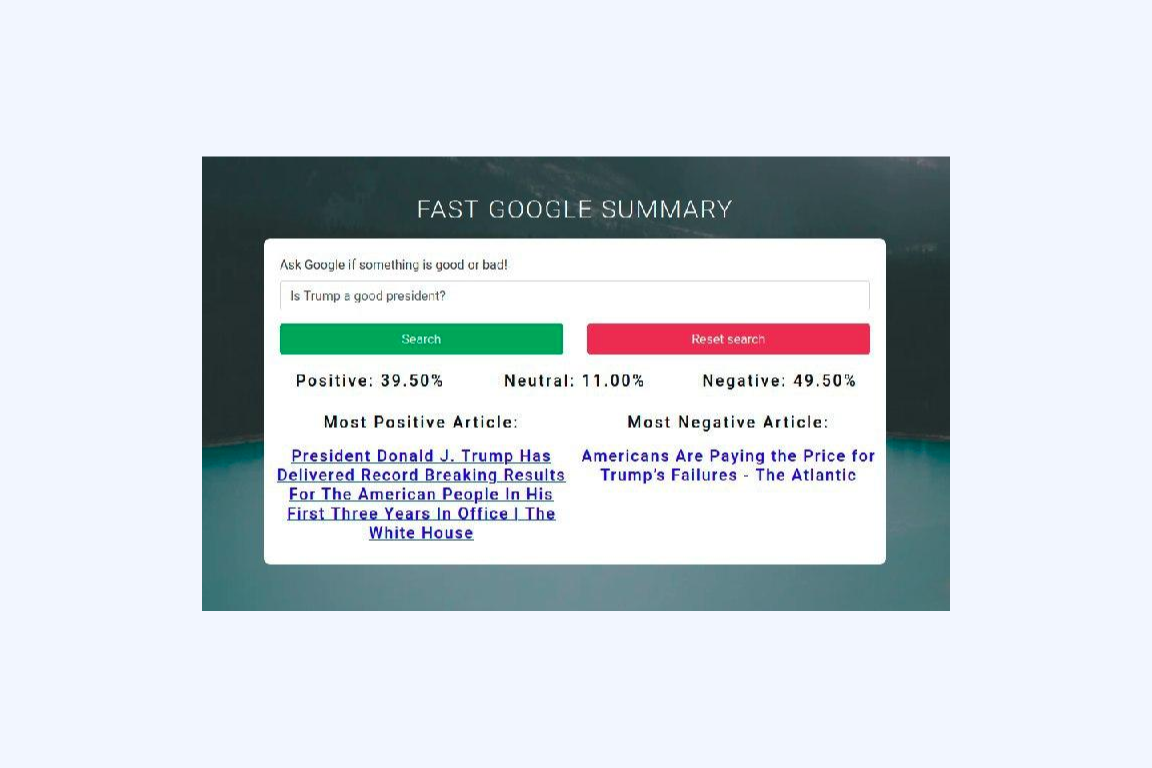 FAST GOOGLE SUMMARY
Ask Google if something is good or bad!
Is Trump a good president?
Search
Reset search
Positive: 39.50%
Neutral: 11.00%
Negative: 49.50%
Most Positive Article:
President Donald J. Trump Has
Delivered Record Breaking Results
For The American People In His
First Three Years In Office | The
White House
Most Negative Article:
Americans Are Paying the Price for
Trump's Failures - The Atlantic